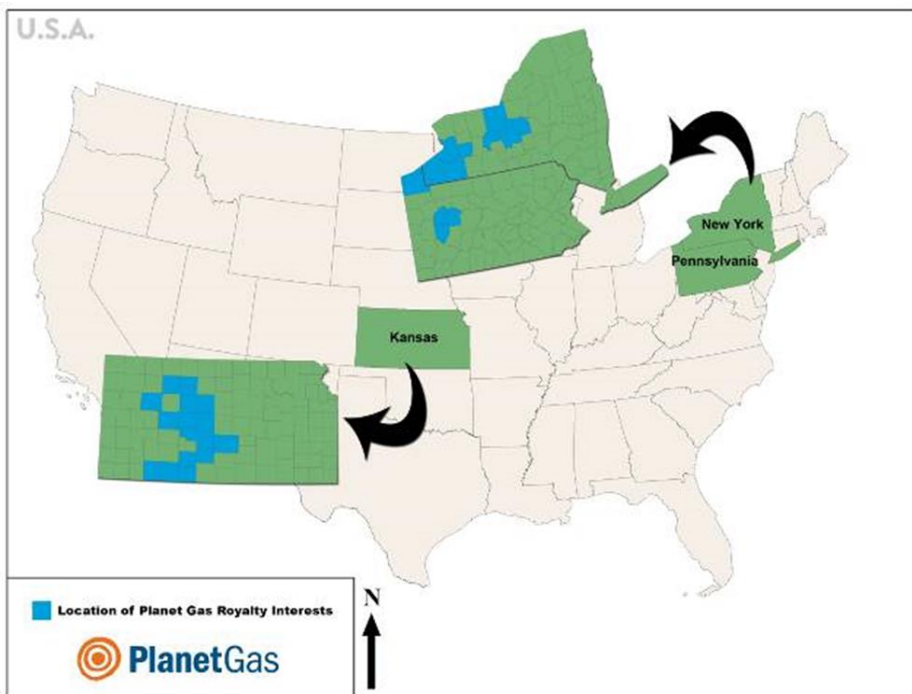 U.S.A.
New York
Pennsylvania
Kansas
Location of Planet Gas Royalty Interests
N
PlanetGas